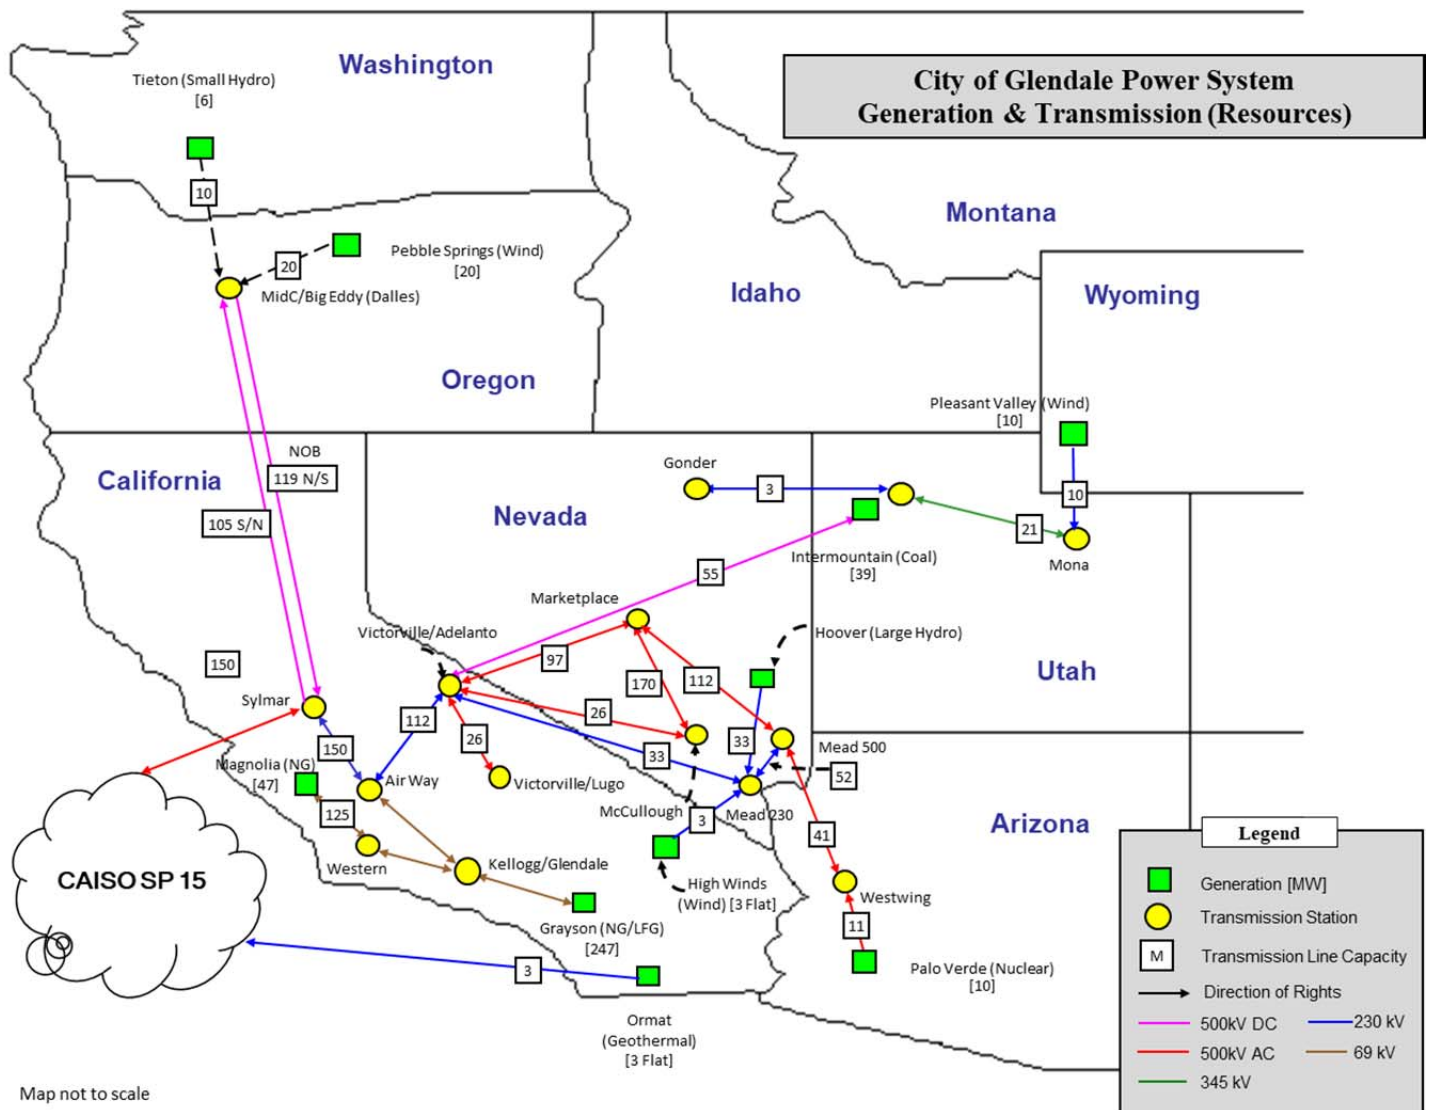 City of Glendale Power System
Generation & Transmission (Resources)
Washington
Tieton (Small Hydro)
[6]
10
Montana
Pebble Springs (Wind)
[20]
20
MidC/Big Eddy (Dalles)
Idaho
Wyoming
Oregon
Pleasant Valley (Wind)
[10]
NOB
119 N/S
105 S/N
California
Nevada
Gonder
3
10
21
Mona
Intermountain (Coal)
[39]
55
Marketplace
Victorville/Adelanto
Hoover (Large Hydro)
97
170
112
Utah
150
Sylmar
26
112
26
33
33
150
Mead 500
52
Magnolia (NG)
[47]
Air Way
Victorville/Lugo
McCullough
Mead 230
3
125
41
Arizona
Western
Kellogg/Glendale
High Winds
(Wind) [3 Flat]
Westwing
CAISO SP 15
11
Grayson (NG/LFG)
[247]
3
Palo Verde (Nuclear)
[10]
Ormat
(Geothermal)
[3 Flat]
Legend
Generation [MW]
Transmission Station
M
Transmission Line Capacity
Direction of Rights
500kV DC
230 kV
500kV AC
69 kV
345 kV
Map not to scale